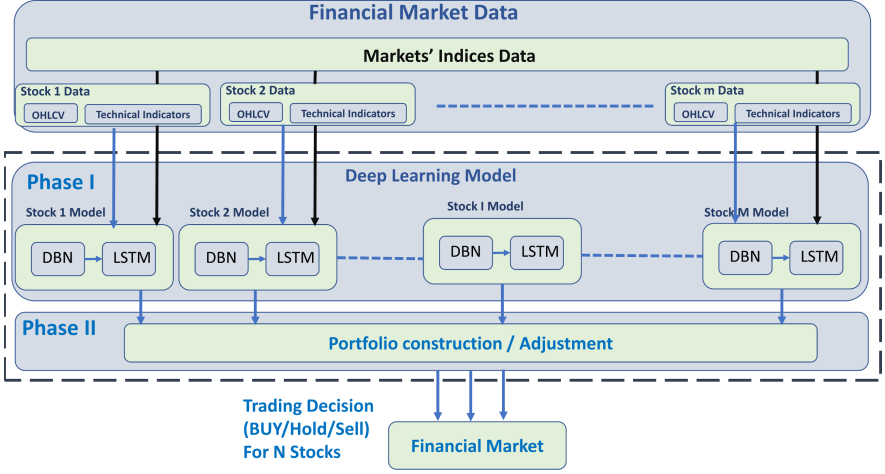 Financial Market Data
Markets' Indices Data
Stock 1 Data
OHLCV
Technical Indicators
Stock 2 Data
OHLCV
Technical Indicators
Stock m Data
OHLCV
Technical Indicators
Phase I
Deep Learning Model
Stock 1 Model
DBN
LSTM
Stock 2 Model
DBN
LSTM
Stock I Model
DBN
LSTM
Stock M Model
DBN
LSTM
Phase II
Portfolio construction / Adjustment
Trading Decision
(BUY/Hold/Sell)
For N Stocks
Financial Market